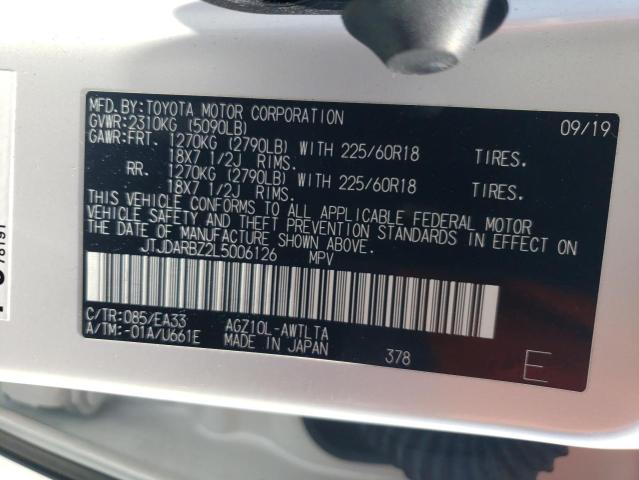 MFD.BY:TOYOTA MOTOR CORPORATION 09/19
GVWR:2310KG (5090LB)
GAWR:FRT. 1270KG (2790LB) WITH 225/60R18 TIRES.
18X7 1/2J RIMS.
RR. 1270KG (2790LB) WITH 225/60R18 TIRES.
18X7 1/2J RIMS.
THIS VEHICLE CONFORMS TO ALL APPLICABLE FEDERAL MOTOR
VEHICLE SAFETY AND THEFT PREVENTION STANDARDS IN EFFECT ON
THE DATE OF MANUFACTURE SHOWN ABOVE.
JTJDARBZ2L5006126 MPV
C/TR:085/EA33 AGZ10L-AWTLTA
A/TM:-01A/U661E MADE IN JAPAN 378 E